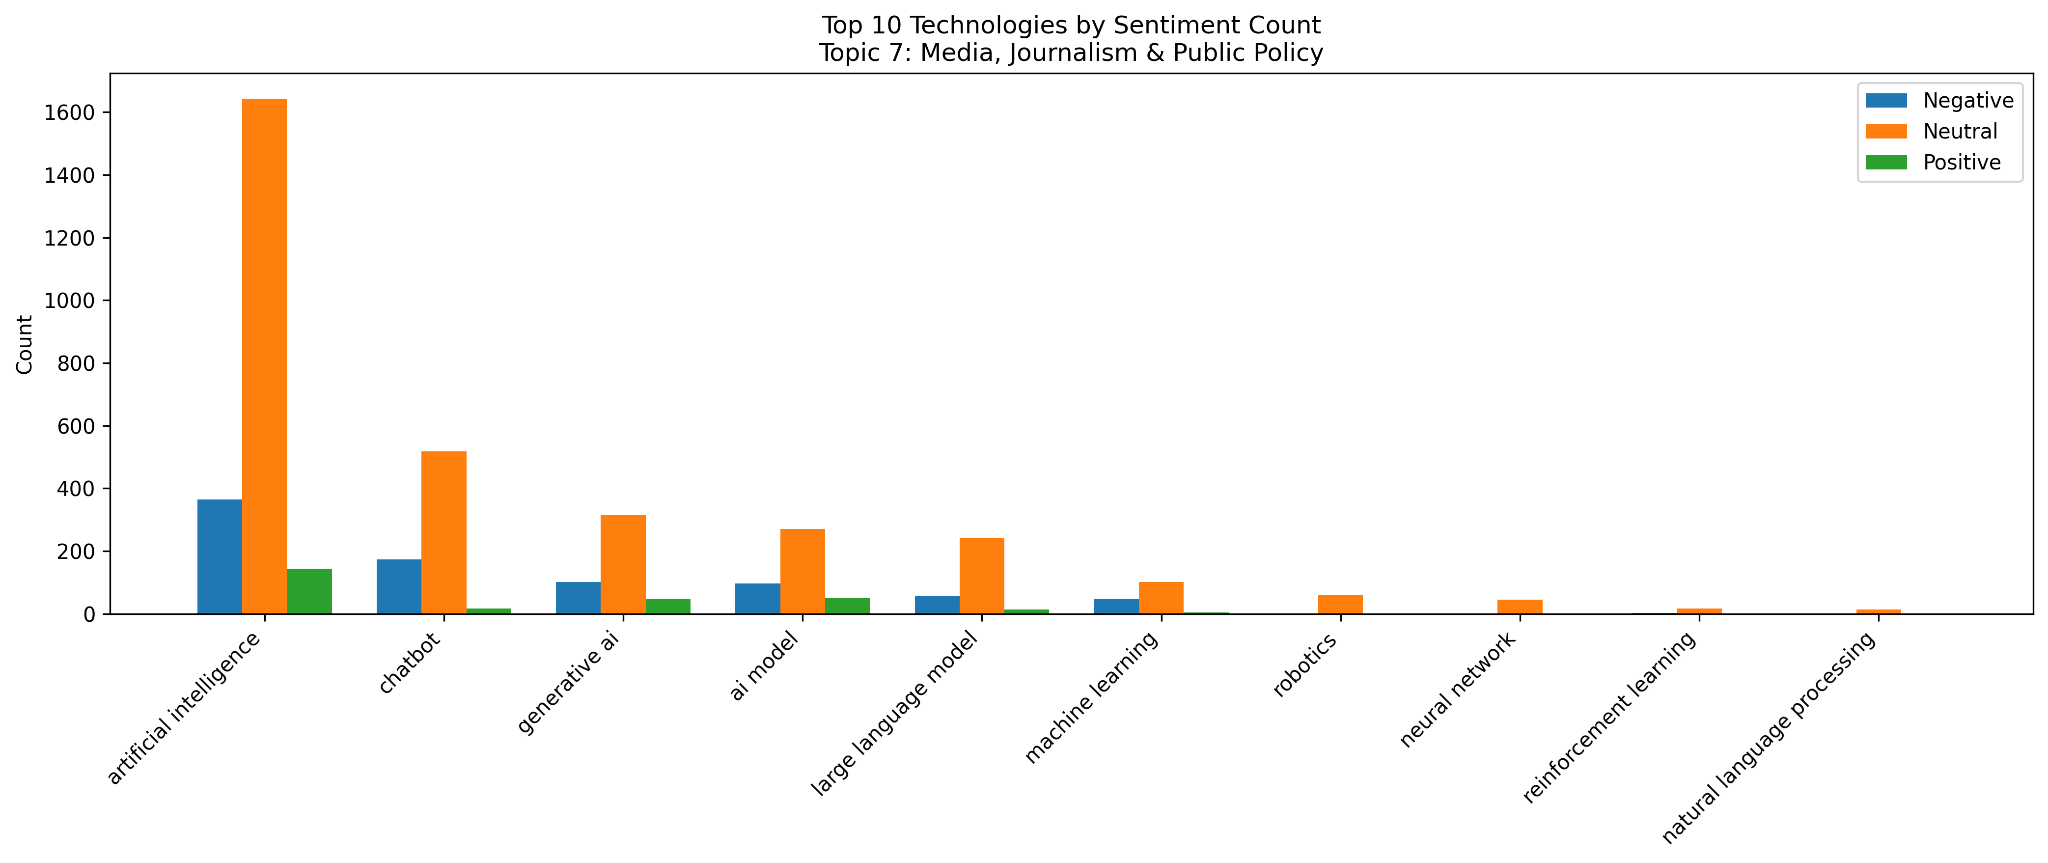 Top 10 Technologies by Sentiment Count
Topic 7: Media, Journalism & Public Policy
Negative
Neutral
Positive
Count
1600
1400
1200
1000
800
600
400
200
0
artificial intelligence
chatbot
generative ai
ai model
large language model
machine learning
robotics
neural network
reinforcement learning
natural language processing